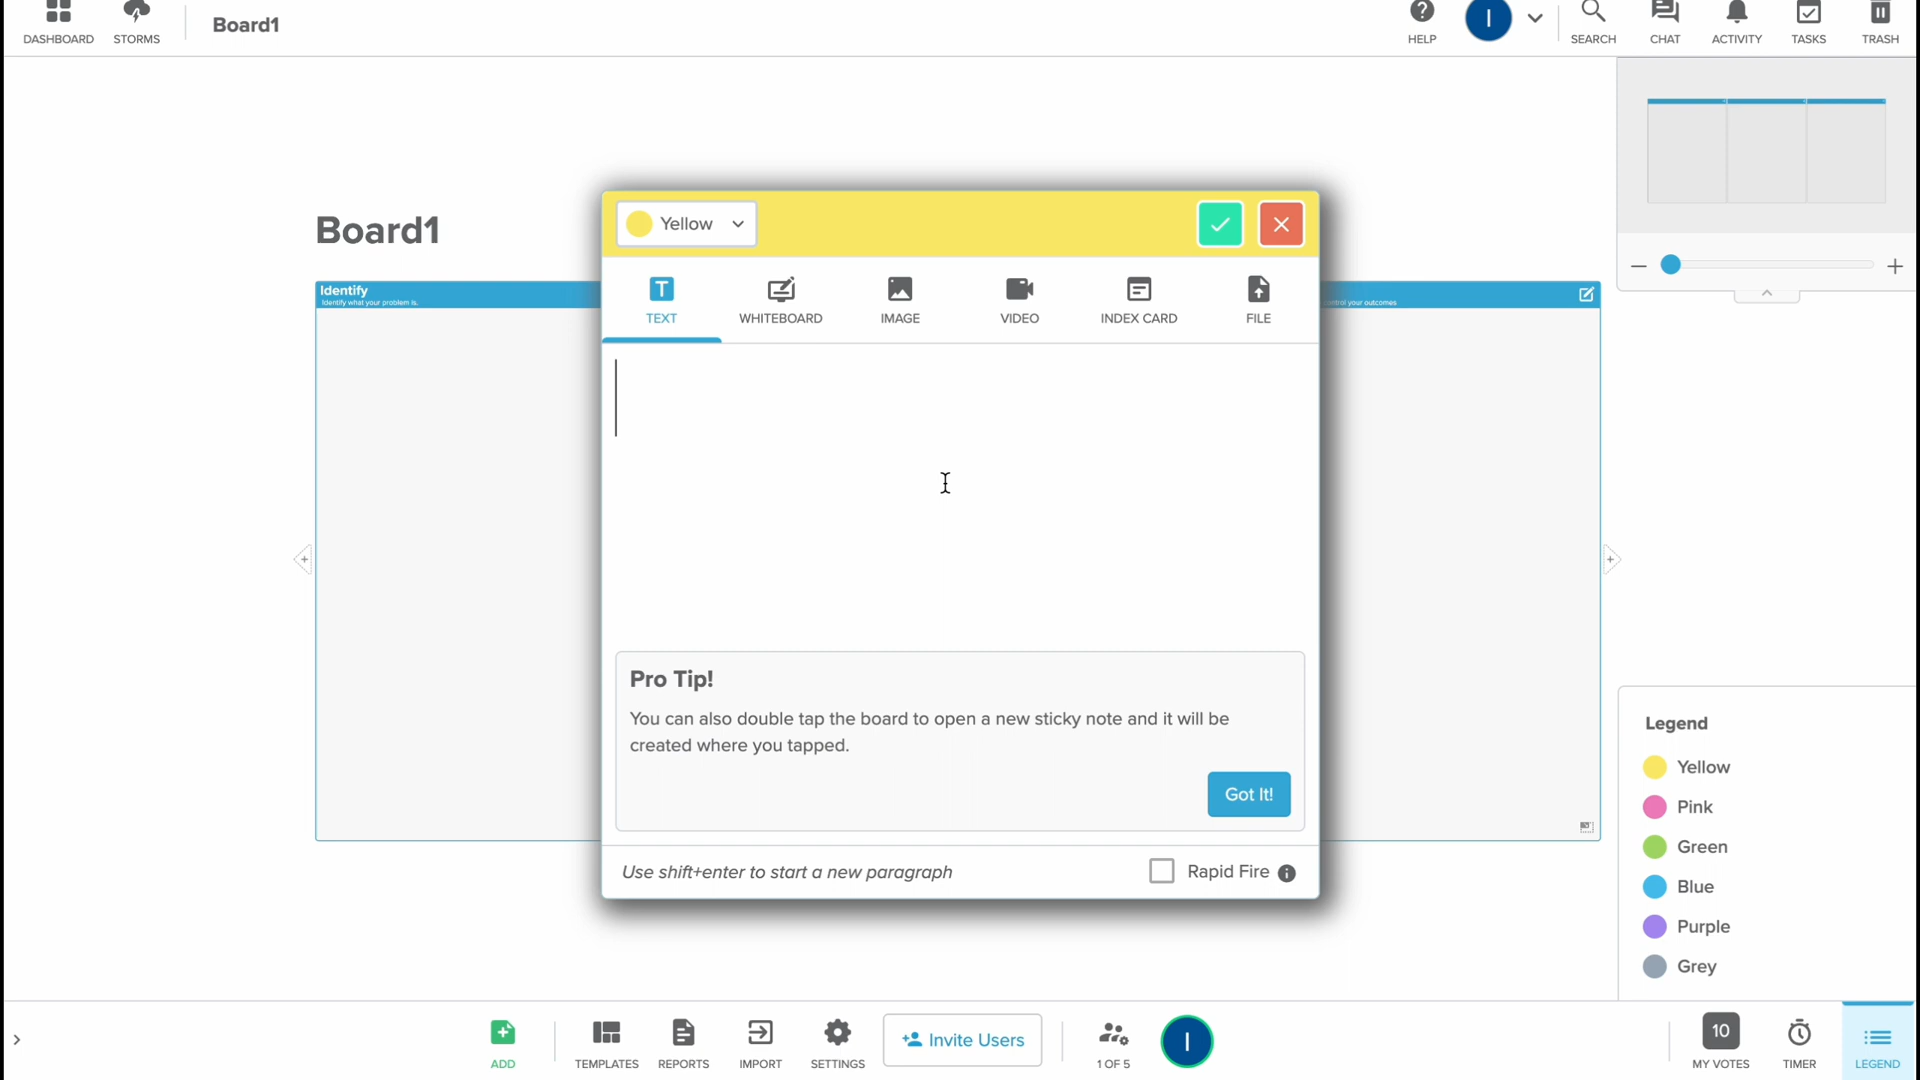 DASHBOARD
STORMS
Board1
HELP
I
SEARCH
CHAT
ACTIVITY
TASKS
TRASH
Board1
Identify
Identify what your problem is.
control your outcomes
Yellow
TEXT
WHITEBOARD
IMAGE
VIDEO
INDEX CARD
FILE
Pro Tip!
You can also double tap the board to open a new sticky note and it will be
created where you tapped.
Got It!
Use shift+enter to start a new paragraph
Rapid Fire
Legend
Yellow
Pink
Green
Blue
Purple
Grey
ADD
TEMPLATES
REPORTS
IMPORT
SETTINGS
Invite Users
1 OF 5
I
10
MY VOTES
TIMER
LEGEND